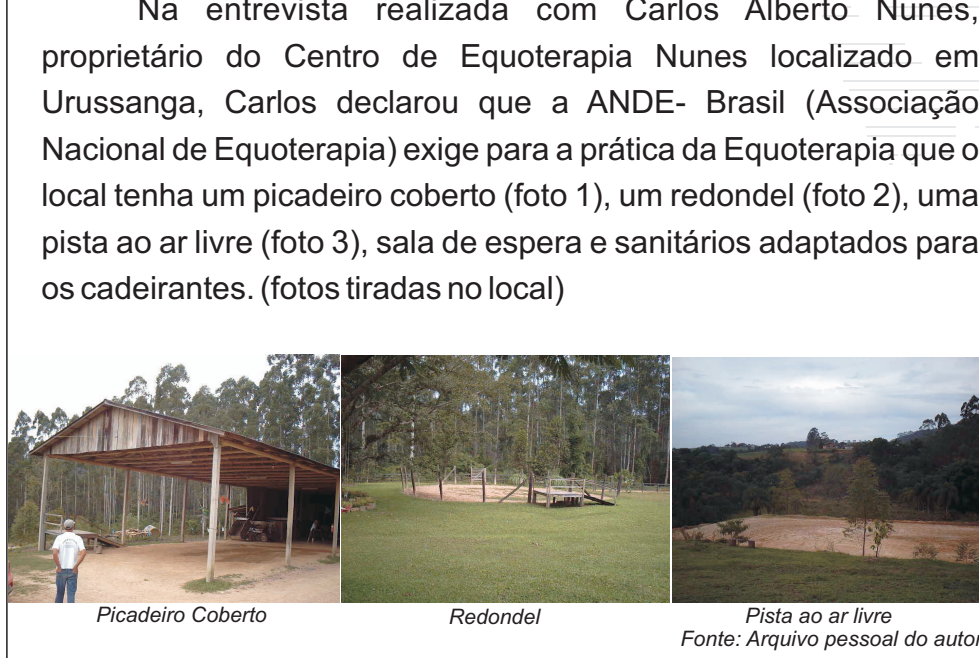 Na entrevista realizada com Carlos Alberto Nunes,
proprietário do Centro de Equoterapia Nunes localizado em
Urussanga, Carlos declarou que a ANDE- Brasil (Associação
Nacional de Equoterapia) exige para a prática da Equoterapia que o
local tenha um picadeiro coberto (foto 1), um redondel (foto 2), uma
pista ao ar livre (foto 3), sala de espera e sanitários adaptados para
os cadeirantes. (fotos tiradas no local)
Picadeiro Coberto
Redondel
Pista ao ar livre
Fonte: Arquivo pessoal do autor